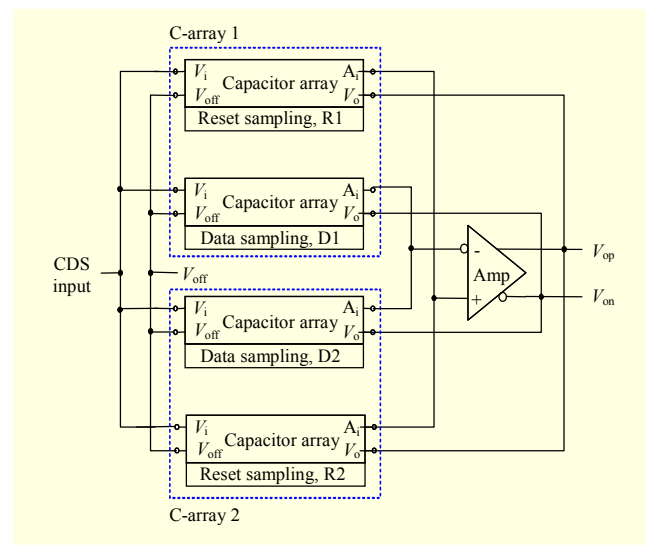 C-array 1
Vi
Capacitor array
Ai
Voff
Vo
Reset sampling, R1
Vi
Capacitor array
Ai
Voff
Vo
Data sampling, D1
CDS
input
Voff
-
Amp
+
Vop
Von
Vi
Capacitor array
Ai
Voff
Vo
Data sampling, D2
Vi
Capacitor array
Ai
Voff
Vo
Reset sampling, R2
C-array 2